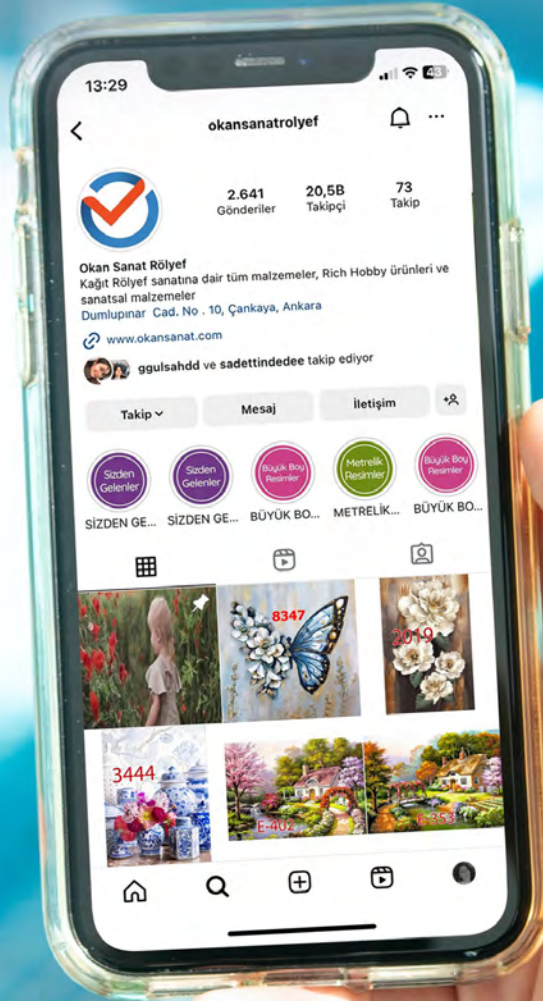 13:29
43
okansanatrolyef
2.641
20,5B
73
Gönderiler
Takipçi
Takip
Okan Sanat Rölyef
Kağıt Rölyef sanatına dair tüm malzemeler, Rich Hobby ürünleri ve
sanatsal malzemeler
Dumlupınar Cad. No . 10, Çankaya, Ankara
www.okansanat.com
ggulsahdd ve sadettindedee takip ediyor
Takip
Mesaj
İletişim
Sizden
Gelenler
Sizden
Gelenler
Büyük Boy
Resimler
Metrelik
Resimler
Büyük Boy
Resimler
SİZDEN GE...
SİZDEN GE...
BÜYÜK BO...
METRELİK...
BÜYÜK BO...
8347
2019
3444
E-402